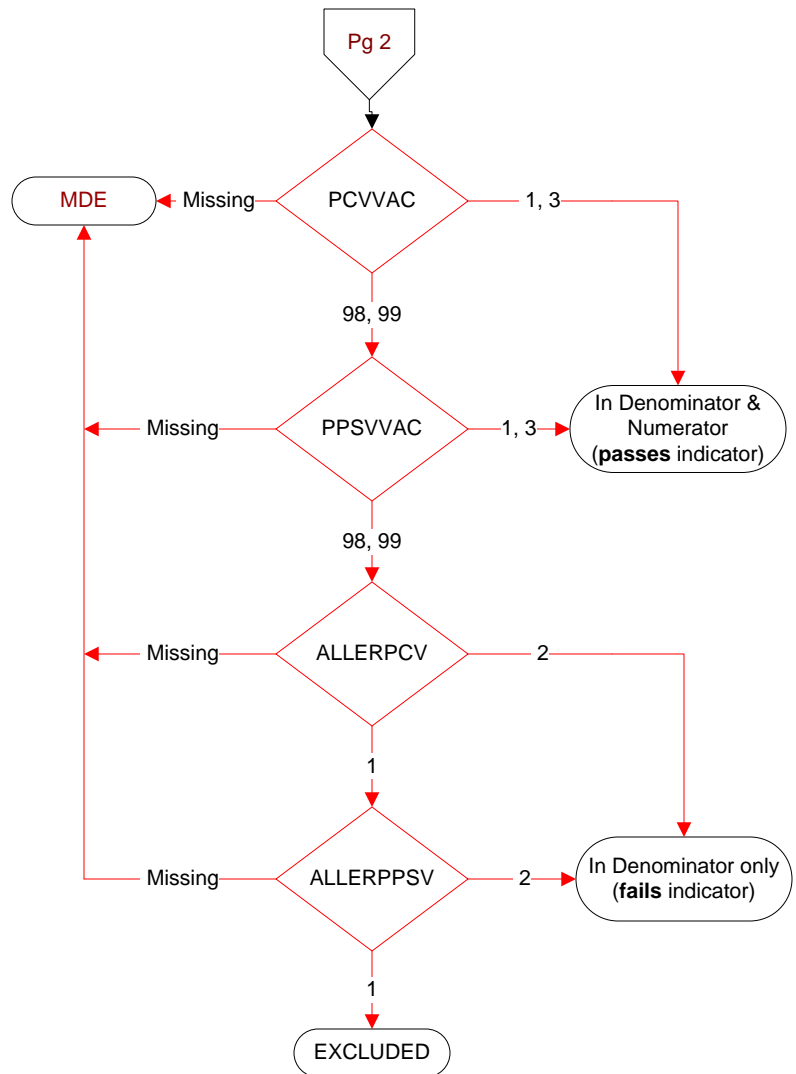 Pg 2
MDE
Missing
PCVVAC
1, 3
98, 99
Missing
PPSVVAC
1, 3
In Denominator &
Numerator
(passes indicator)
98, 99
Missing
ALLERPCV
2
1
Missing
ALLERPPSV
2
In Denominator only
(fails indicator)
1
EXCLUDED